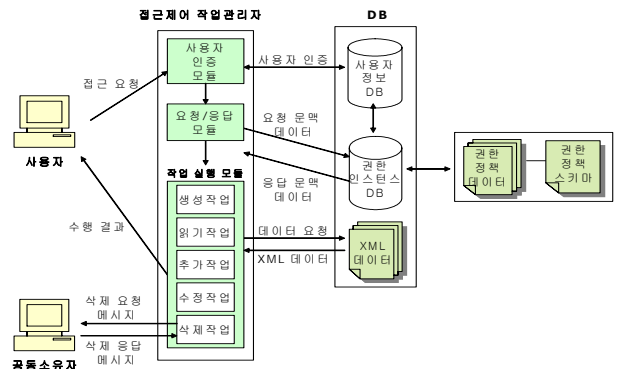 접근제어 작업관리자
DB
사용자
인증
모듈
사용자 인증
사용자
정보
DB
접근 요청
요청/응답
모듈
요청 문맥
데이터
사용자
권한
인스턴스
DB
권한
정책
데이터
권한
정책
스키마
작업 실행 모듈
응답 문맥
데이터
생성작업
수행 결과
읽기작업
데이터 요청
XML
데이터
추가작업
XML 데이터
수정작업
삭제 요청
메시지
삭제작업
삭제 응답
메시지
공동소유자